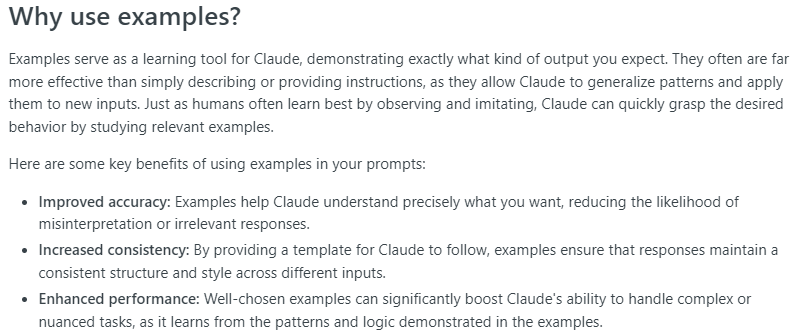 Why use examples?
Examples serve as a learning tool for Claude, demonstrating exactly what kind of output you expect. They often are far
more effective than simply describing or providing instructions, as they allow Claude to generalize patterns and apply
them to new inputs. Just as humans often learn best by observing and imitating, Claude can quickly grasp the desired
behavior by studying relevant examples.
Here are some key benefits of using examples in your prompts:
• Improved accuracy: Examples help Claude understand precisely what you want, reducing the likelihood of
misinterpretation or irrelevant responses.
• Increased consistency: By providing a template for Claude to follow, examples ensure that responses maintain a
consistent structure and style across different inputs.
• Enhanced performance: Well-chosen examples can significantly boost Claude's ability to handle complex or
nuanced tasks, as it learns from the patterns and logic demonstrated in the examples.